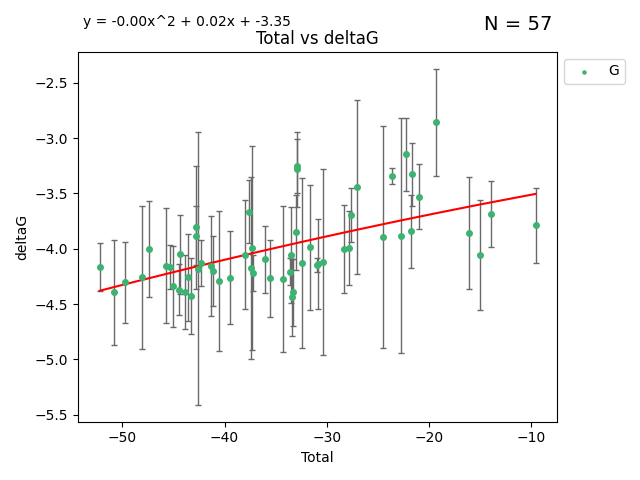 y = -0.00x^2 + 0.02x + -3.35
N = 57
Total vs deltaG
G
deltaG
−2.5
−3.0
−3.5
−4.0
−4.5
−5.0
−5.5
−50
−40
−30
−20
−10
Total